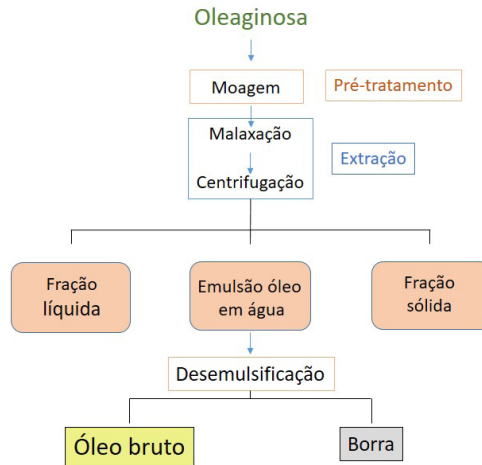 Oleaginosa
Moagem
Pré-tratamento
Malaxação
Extração
Centrifugação
Fração
líquida
Emulsão óleo
em água
Fração
sólida
Desemulsificação
Óleo bruto
Borra